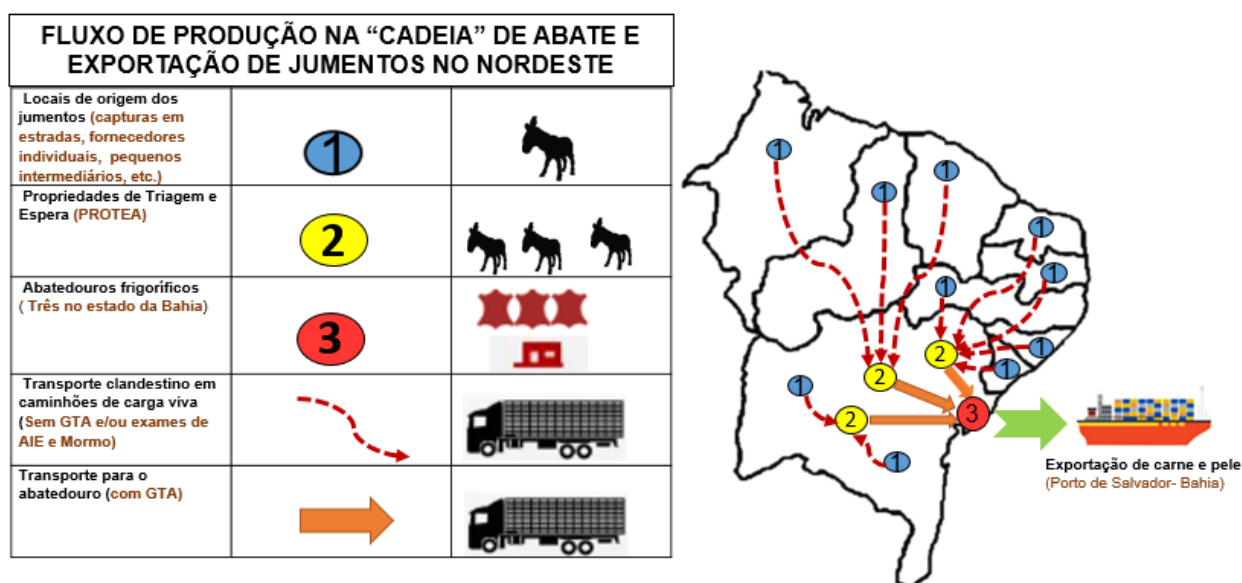 FLUXO DE PRODUÇÃO NA “CADEIA” DE ABATE E
EXPORTAÇÃO DE JUMENTOS NO NORDESTE
Locais de origem dos
jumentos (capturas em
estradas, fornecedores
individuais, pequenos
intermediários, etc.)
1
Propriedades de Triagem e
Espera (PROTEA)
2
Abatedouros frigoríficos
( Três no estado da Bahia)
3
Transporte clandestino em
caminhões de carga viva
(Sem GTA e/ou exames de
AIE e Mormo)
Transporte para o
abatedouro (com GTA)
1
1
1
1
1
1
2
1
1
2
1
2
3
1
Exportação de carne e pele
(Porto de Salvador- Bahia)